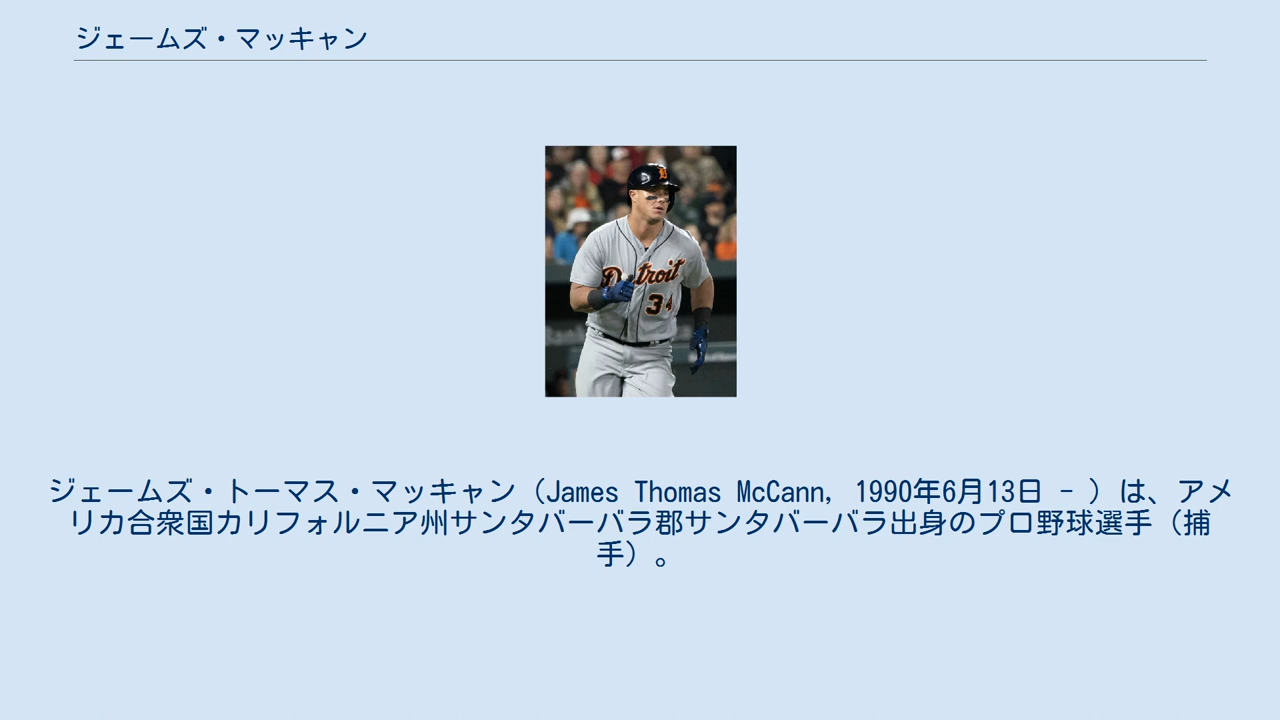 ジェームズ・マッキャン
Detroit
34
ジェームズ・トーマス・マッキャン（James Thomas McCann, 1990年6月13日 - ）は、アメ
リカ合衆国カリフォルニア州サンタバーバラ郡サンタバーバラ出身のプロ野球選手（捕
手）。